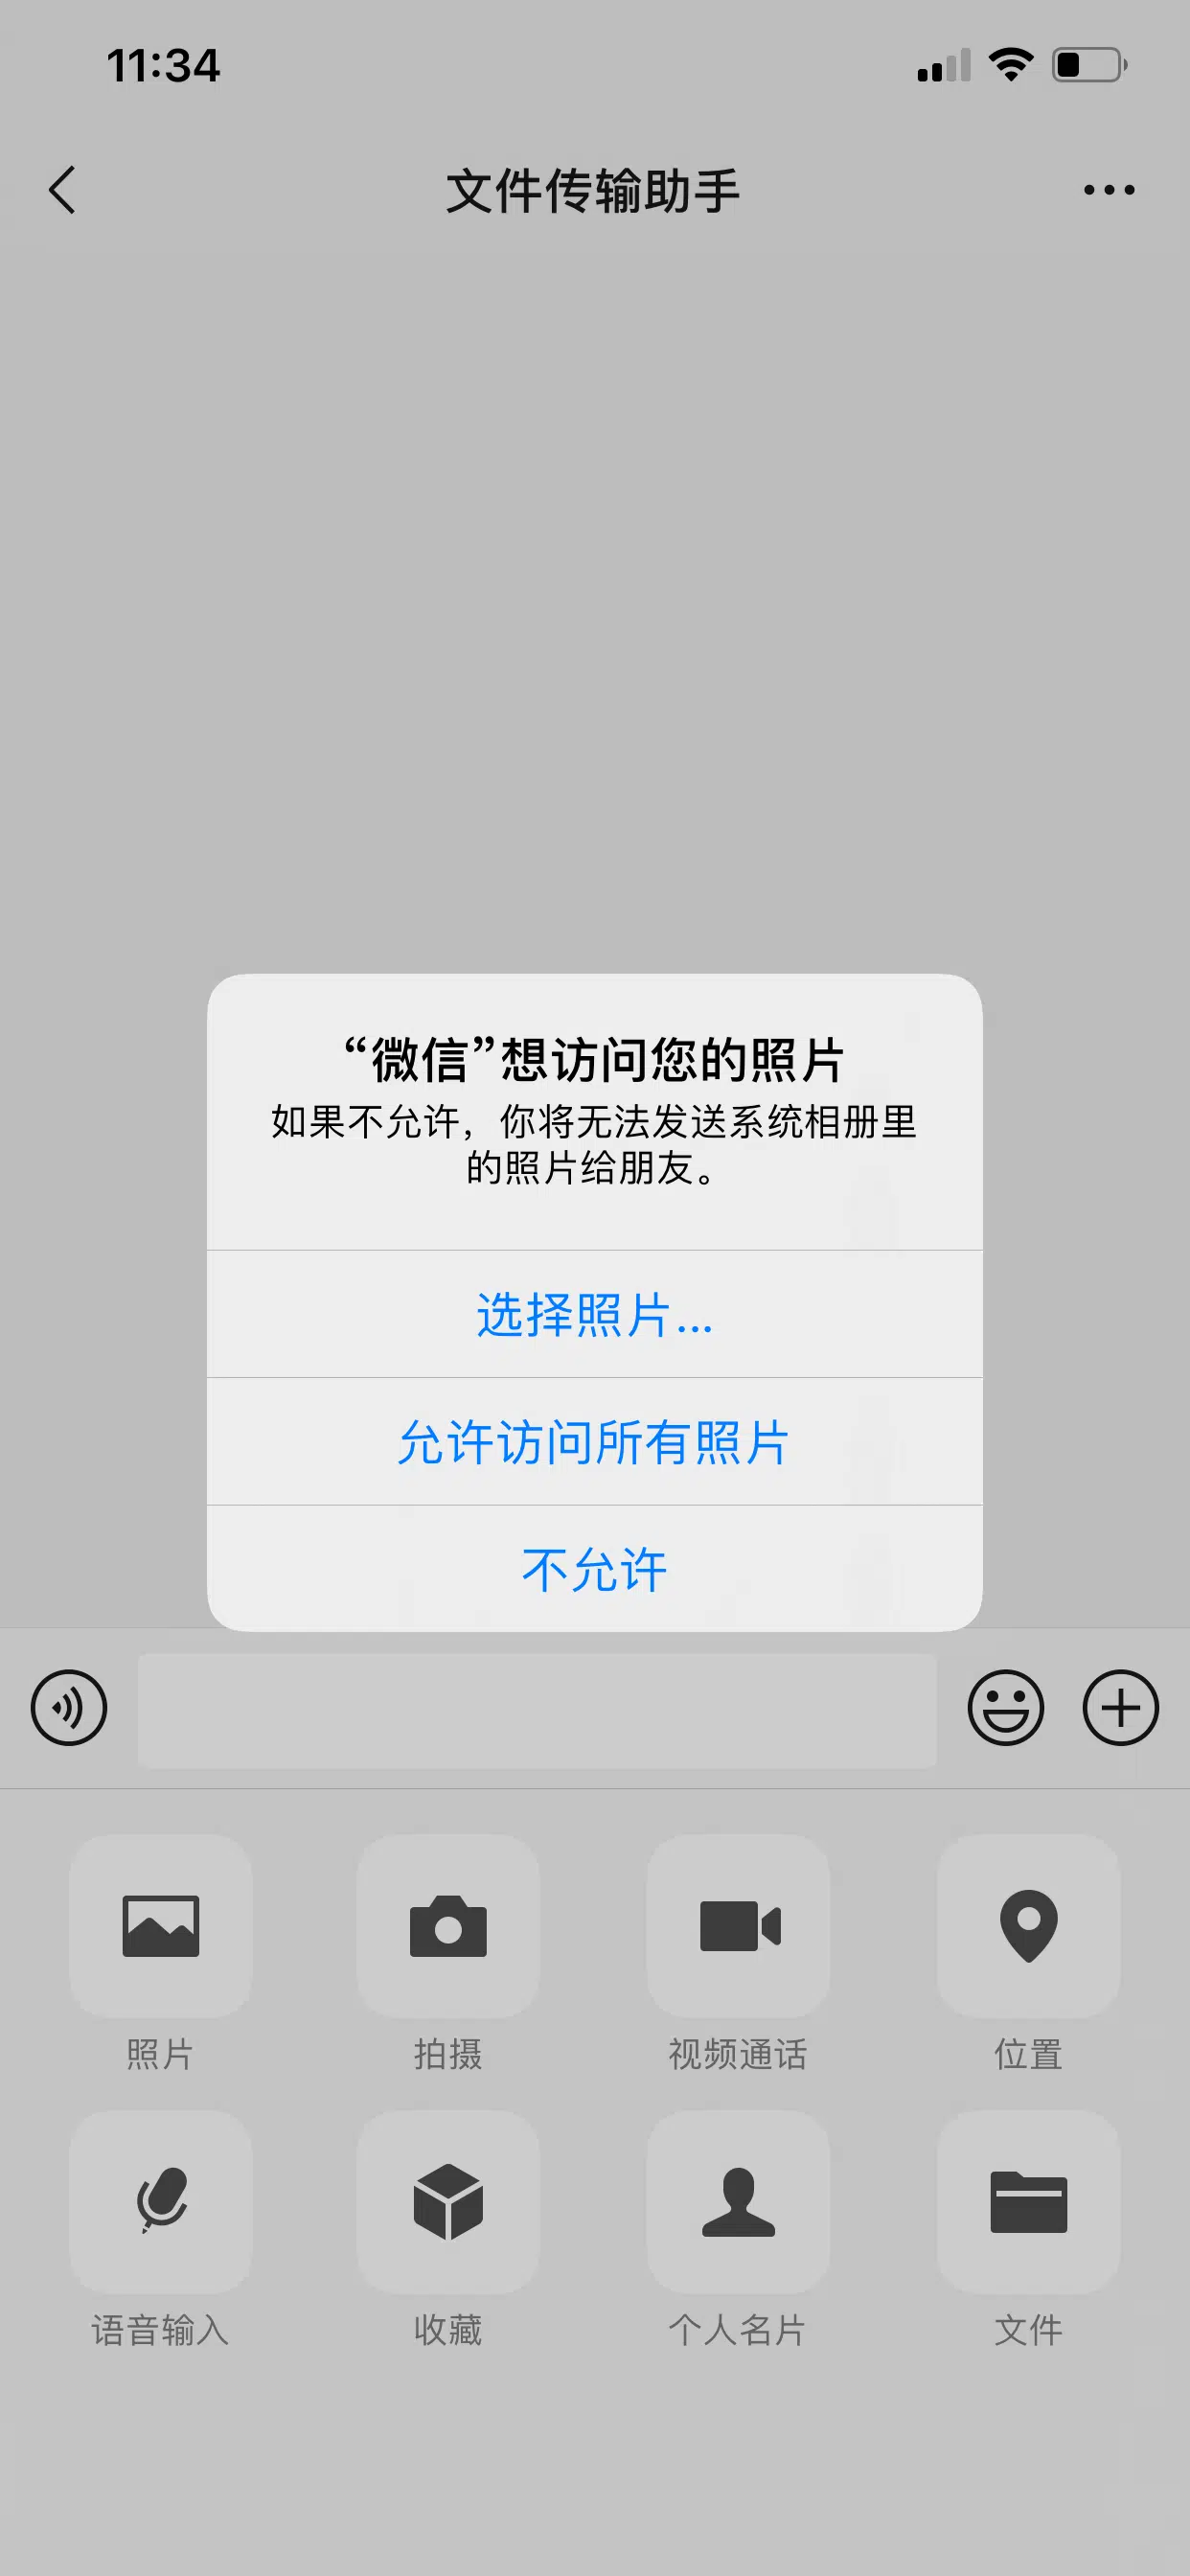 11:34
文件传输助手
“微信”想访问您的照片
如果不允许，你将无法发送系统相册里
的照片给朋友。
选择照片...
允许访问所有照片
不允许
照片
拍摄
视频通话
位置
语音输入
收藏
个人名片
文件